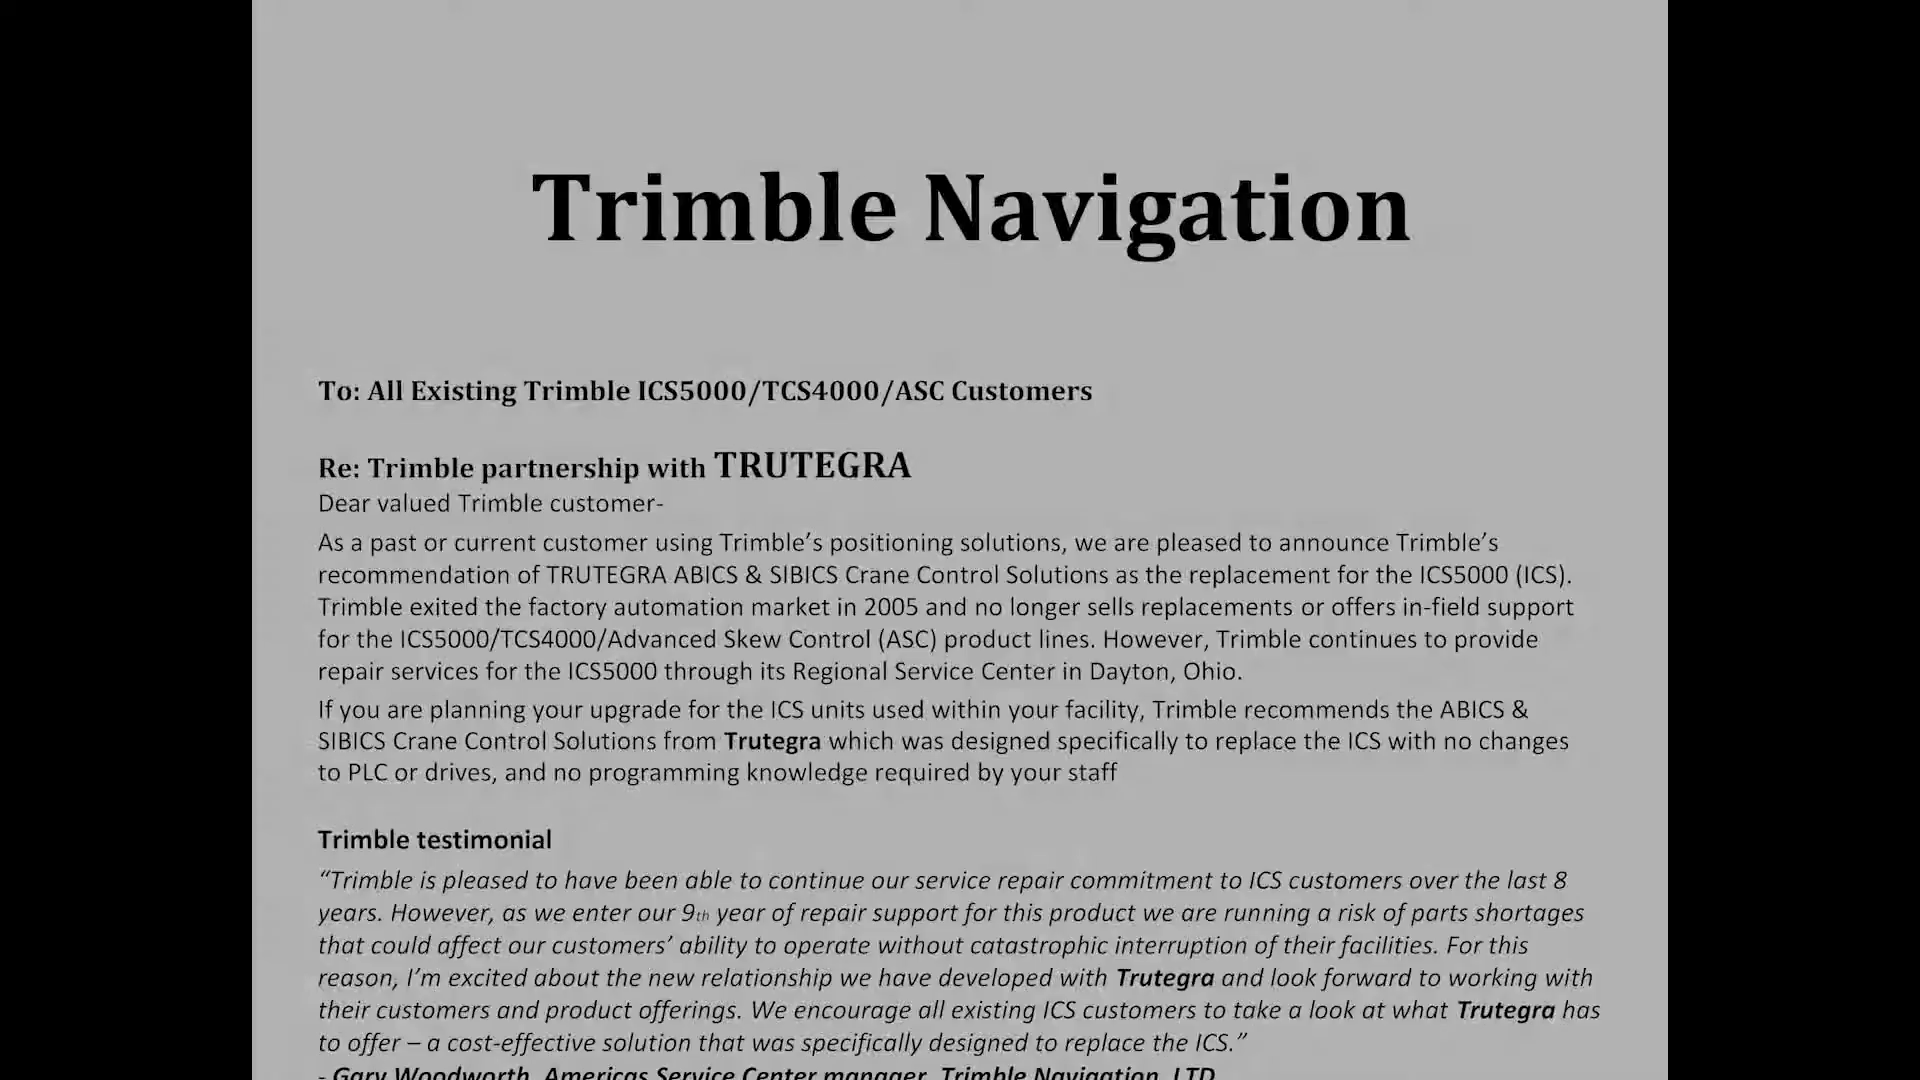 Trimble Navigation
To: All Existing Trimble ICS5000/TCS4000/ASC Customers
Re: Trimble partnership with TRUTEGRA
Dear valued Trimble customer-
As a past or current customer using Trimble’s positioning solutions, we are pleased to announce Trimble’s
recommendation of TRUTEGRA ABICS & SIBICS Crane Control Solutions as the replacement for the ICS5000 (ICS).
Trimble exited the factory automation market in 2005 and no longer sells replacements or offers in-field support
for the ICS5000/TCS4000/Advanced Skew Control (ASC) product lines. However, Trimble continues to provide
repair services for the ICS5000 through its Regional Service Center in Dayton, Ohio.
If you are planning your upgrade for the ICS units used within your facility, Trimble recommends the ABICS &
SIBICS Crane Control Solutions from Trutegra which was designed specifically to replace the ICS with no changes
to PLC or drives, and no programming knowledge required by your staff
Trimble testimonial
“Trimble is pleased to have been able to continue our service repair commitment to ICS customers over the last 8
years. However, as we enter our 9th year of repair support for this product we are running a risk of parts shortages
that could affect our customers’ ability to operate without catastrophic interruption of their facilities. For this
reason, I’m excited about the new relationship we have developed with Trutegra and look forward to working with
their customers and product offerings. We encourage all existing ICS customers to take a look at what Trutegra has
to offer – a cost-effective solution that was specifically designed to replace the ICS.”
- Gary Woodworth, Americas Service Center manager, Trimble Navigation, LTD